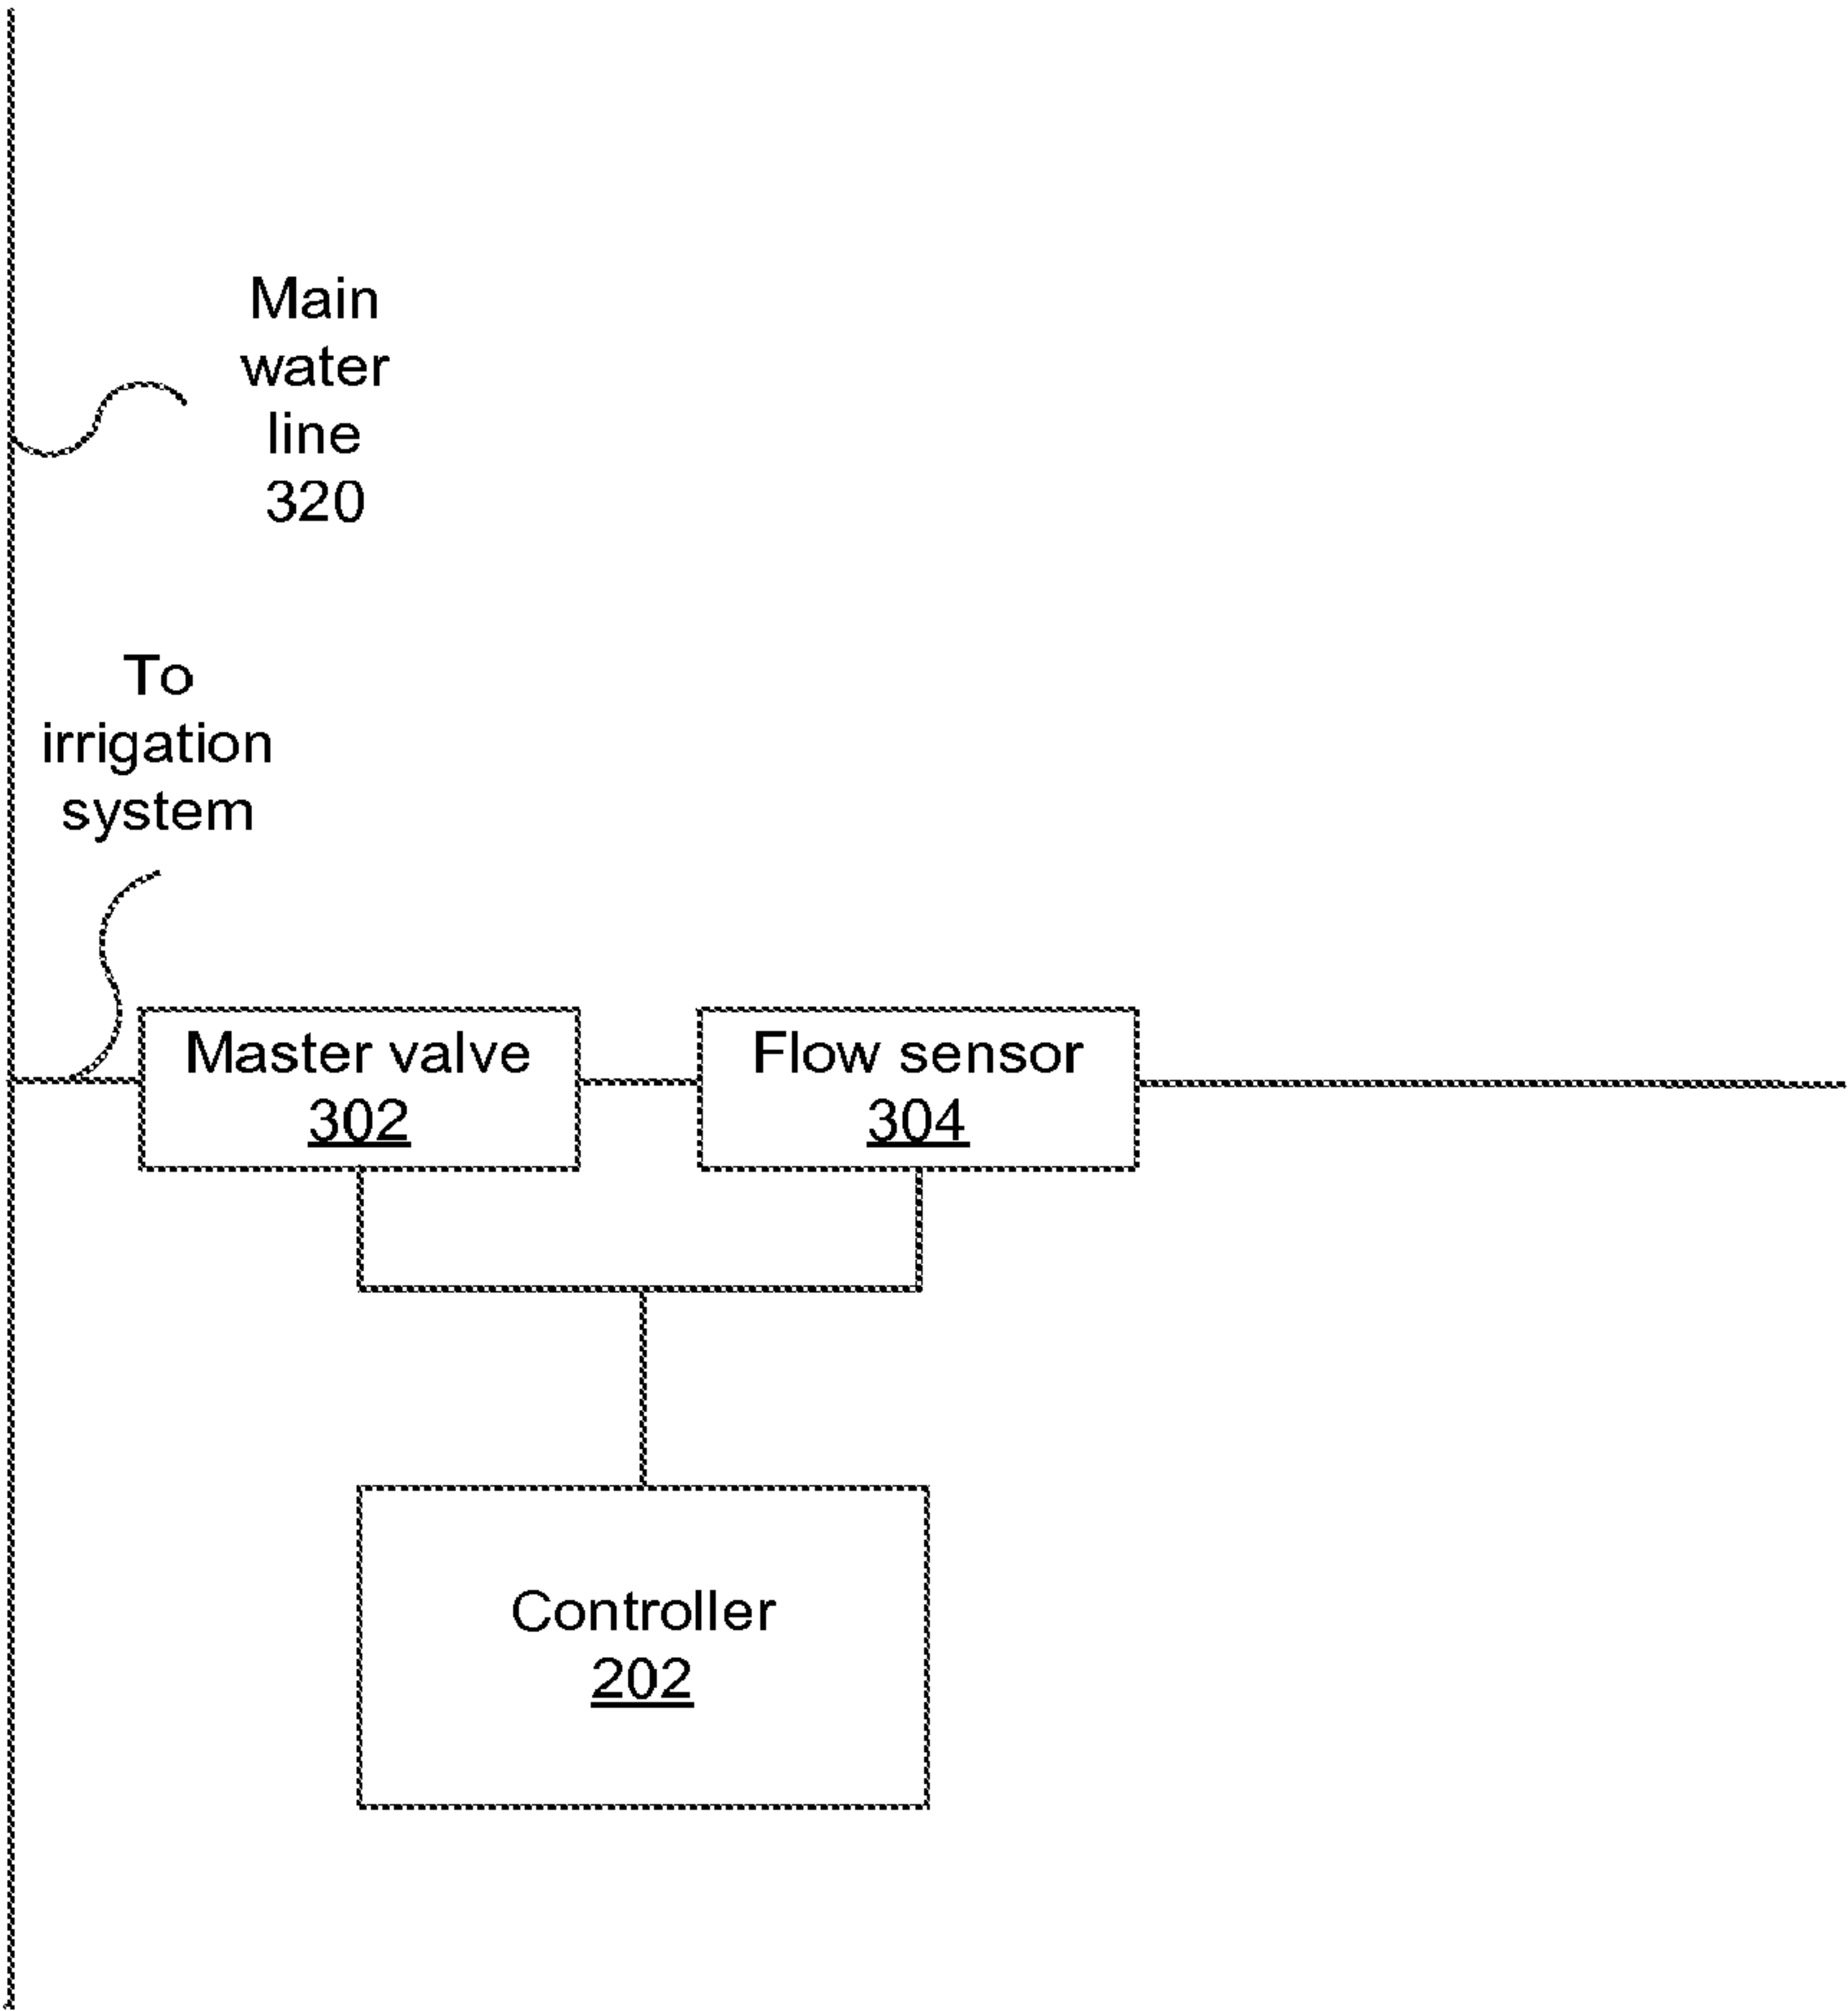 Main
water
line
320
To
irrigation
system
Master valve
302
Flow sensor
304
Controller
202